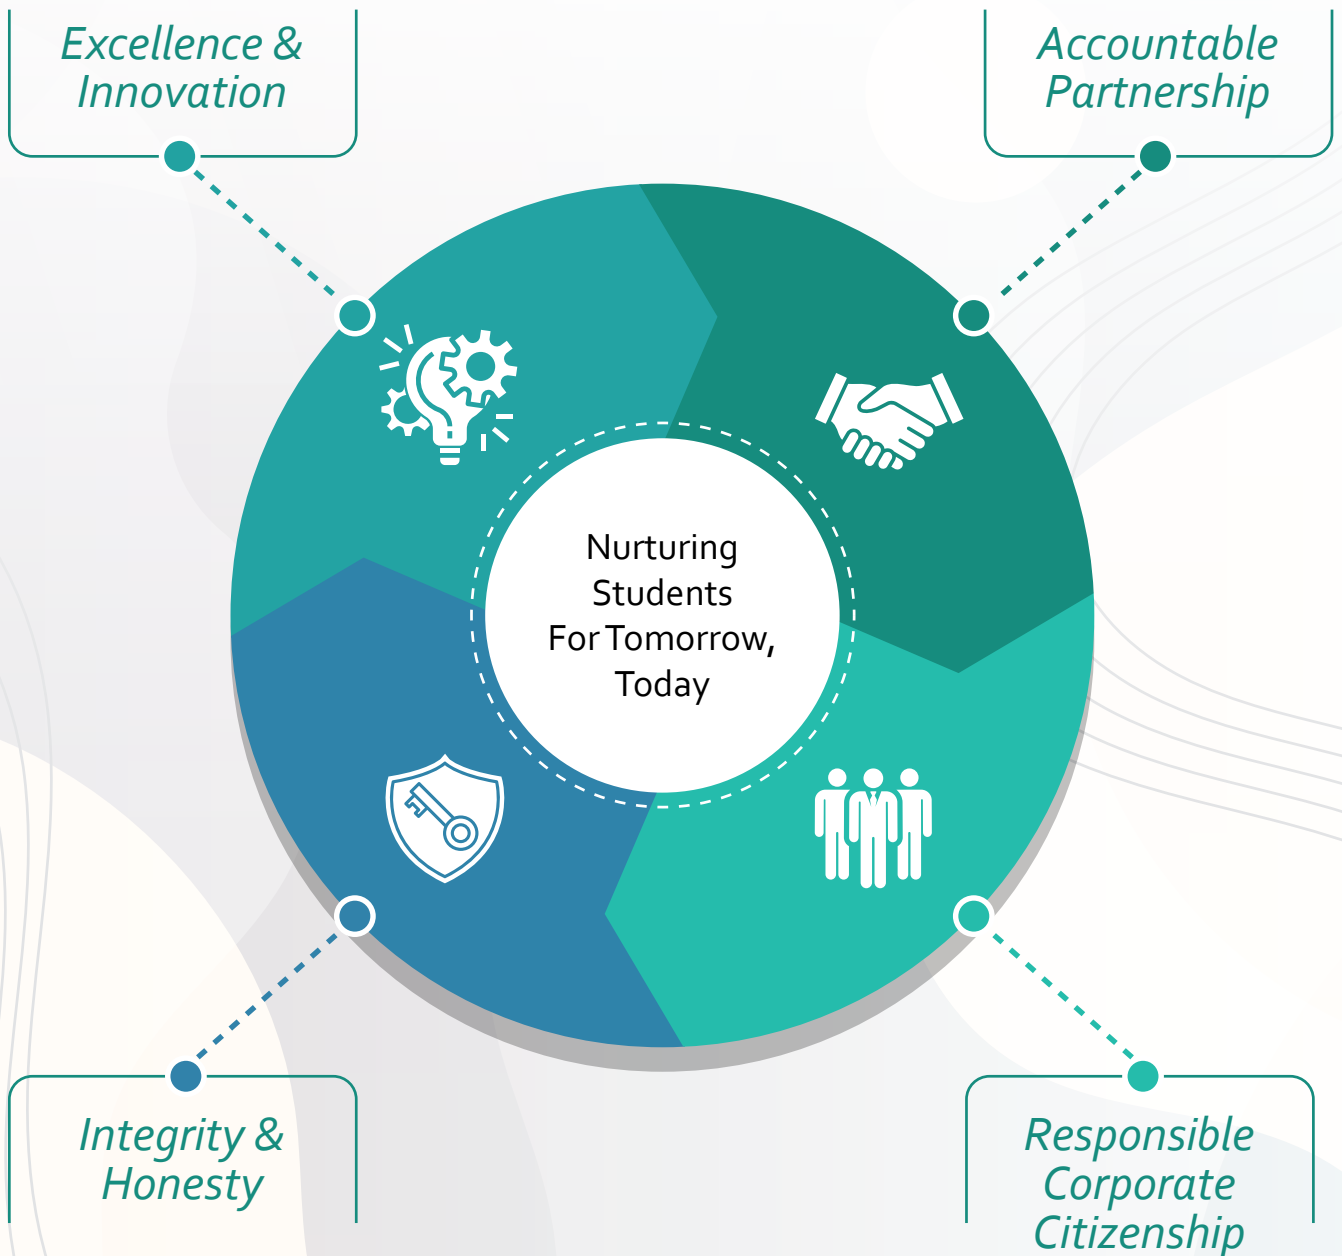 Excellence &
Innovation
Accountable
Partnership
Nurturing
Students
For Tomorrow,
Today
Integrity &
Honesty
Responsible
Corporate
Citizenship